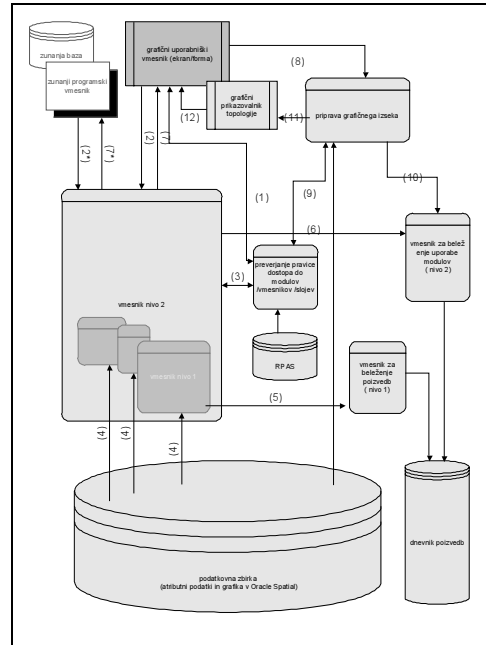 zunanja baza
zunanji programski
vmesnik
grafični uporabniški
vmesnik (ekran/forma)
(8)
grafični
prikazovalnik
topologije
priprava grafičnega izseka
(11)
(12)
(2*)
(7*)
(2)
(7)
(1)
(9)
(10)
(6)
vmesnik za belež
enje uporabe
modulov
( nivo 2)
preverjanje pravice
dostopa do
modulov
/vmesnikov /slojev
(3)
vmesnik nivo 2
RPAS
vmesnik za
beleženje
poizvedb
( nivo 1)
vmesnik nivo 1
(5)
(4)
(4)
(4)
dnevnik poizvedb
podatkovna zbirka
(atributni podatki in grafika v Oracle Spatial)